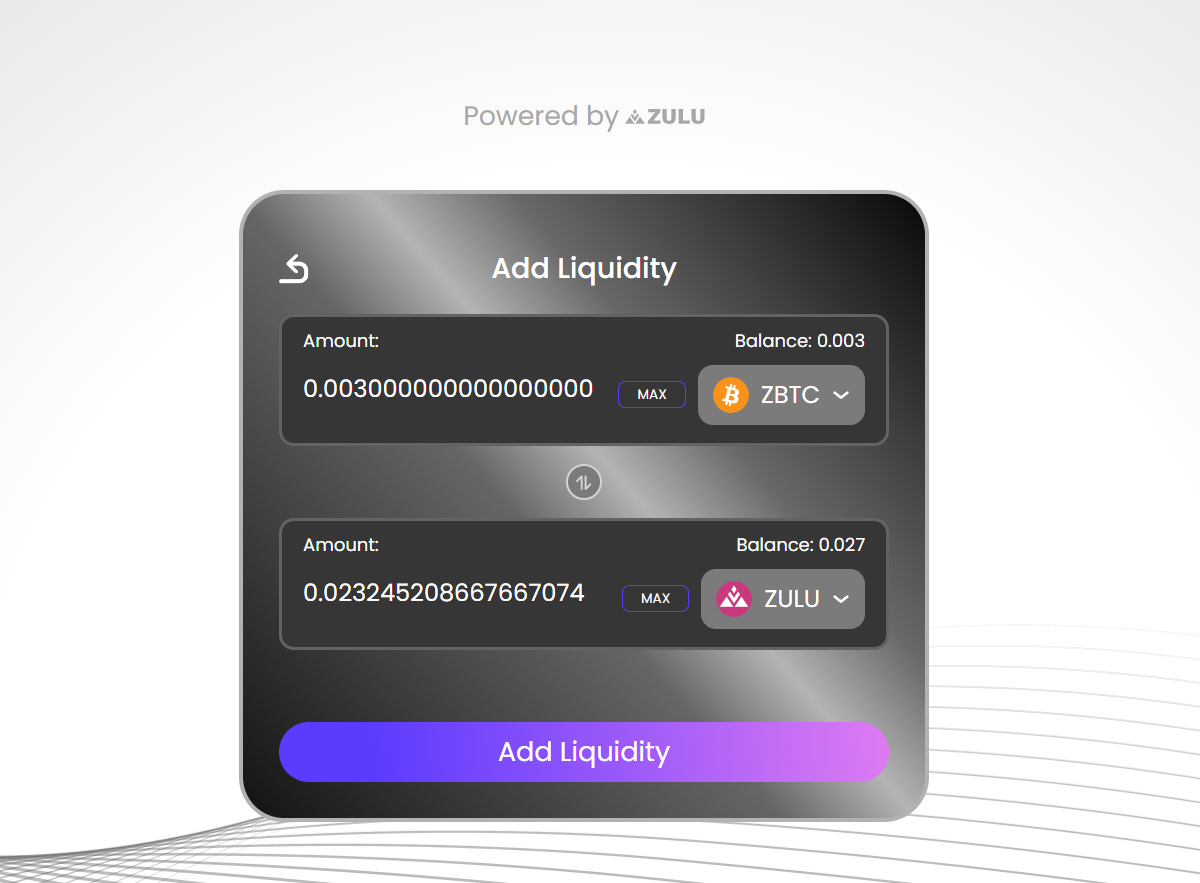 Powered by ZULU
Add Liquidity
Amount:
Balance: 0.003
0.003000000000000000
MAX
ZBTC
Amount:
Balance: 0.027
0.023245208667667074
MAX
ZULU
Add Liquidity